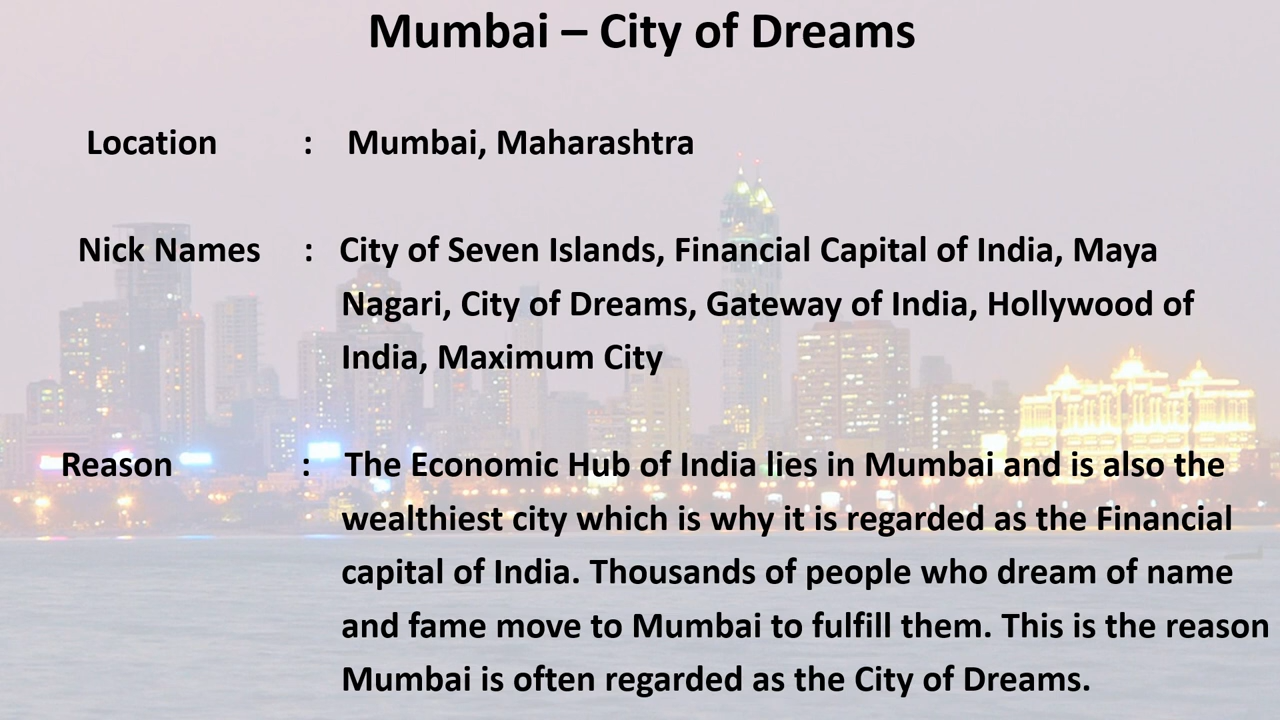 Mumbai – City of Dreams
Location : Mumbai, Maharashtra
Nick Names : City of Seven Islands, Financial Capital of India, Maya
Nagari, City of Dreams, Gateway of India, Hollywood of
India, Maximum City
Reason : The Economic Hub of India lies in Mumbai and is also the
wealthiest city which is why it is regarded as the Financial
capital of India. Thousands of people who dream of name
and fame move to Mumbai to fulfill them. This is the reason
Mumbai is often regarded as the City of Dreams.